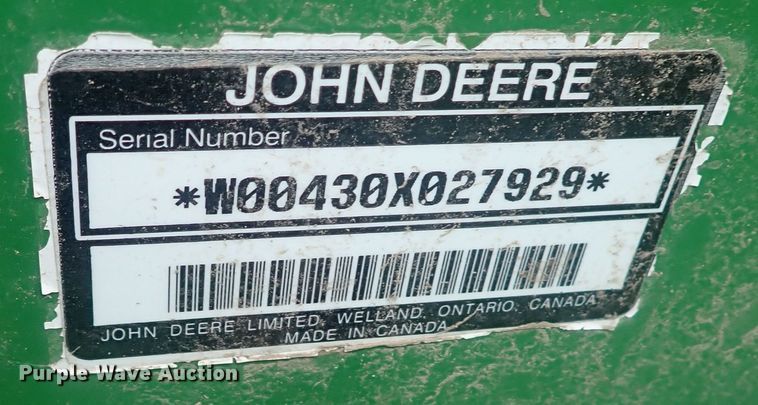 JOHN DEERE
Serial Number
*W00430X027929*
JOHN DEERE LIMITED, WELLAND, ONTARIO, CANADA
MADE IN CANADA
Purple Wave Auction